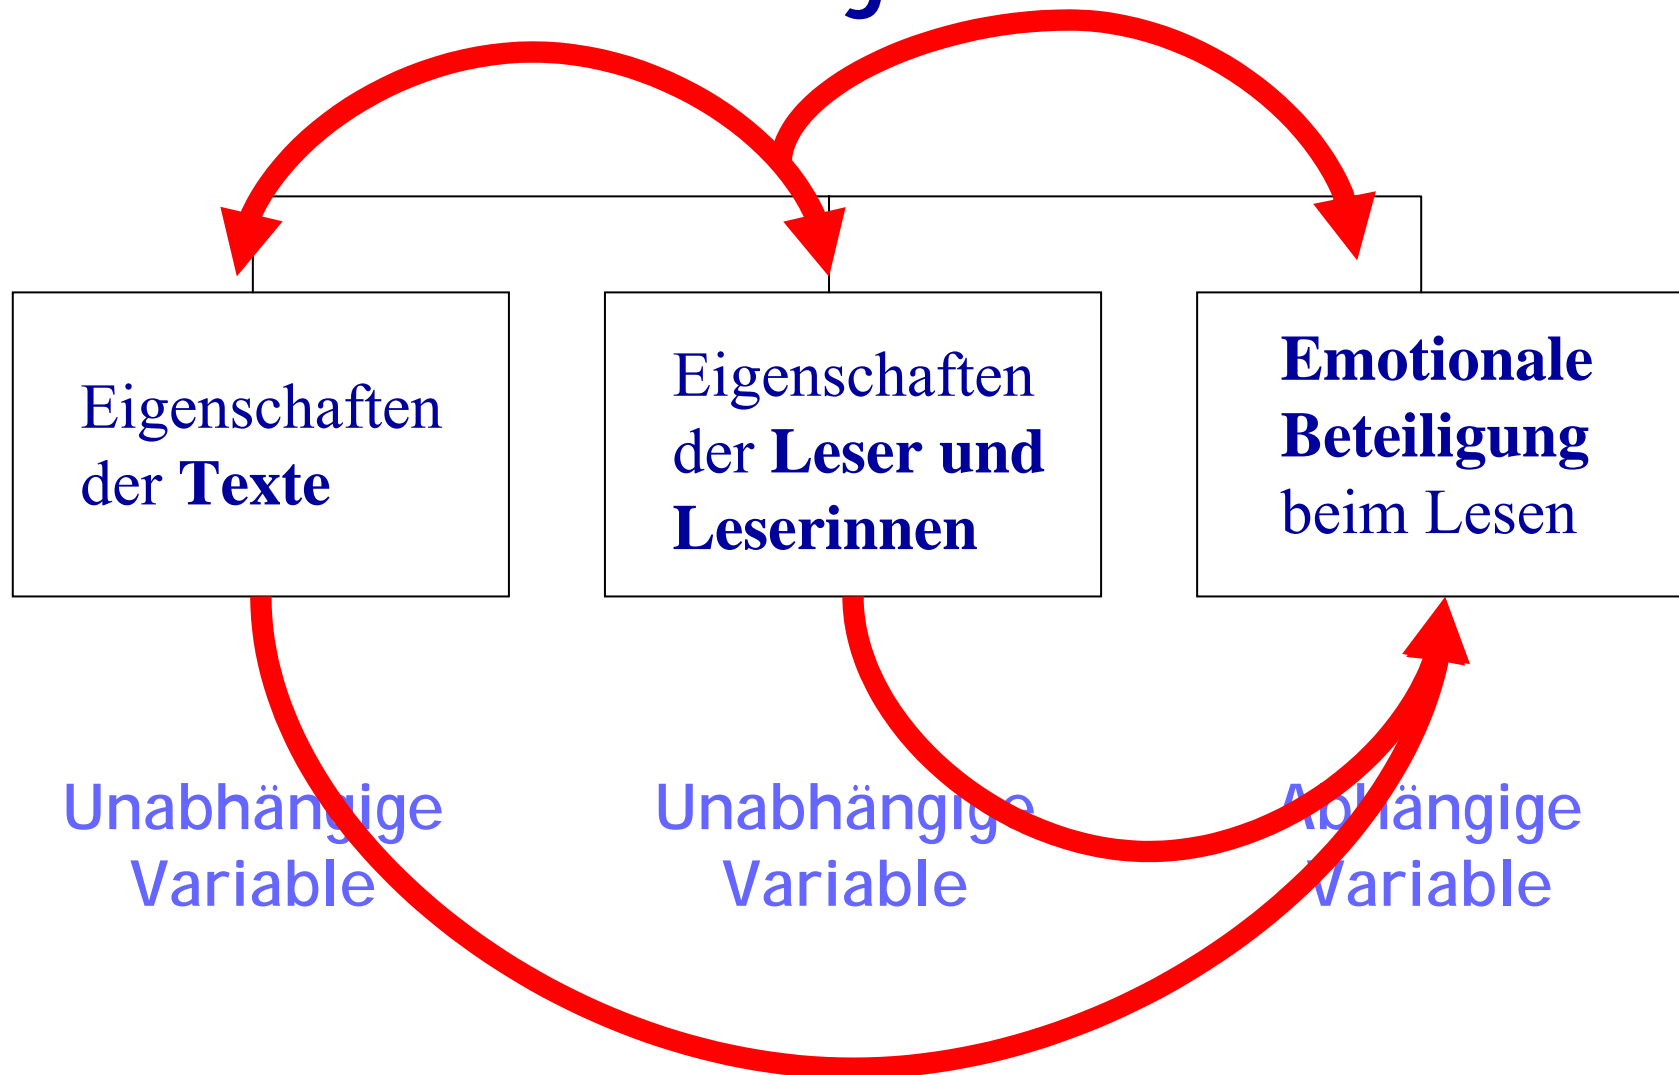 Eigenschaften
der Texte
Eigenschaften
der Leser und
Leserinnen
Emotionale
Beteiligung
beim Lesen
Unabhängige
Variable
Unabhängige
Variable
Abhängige
Variable